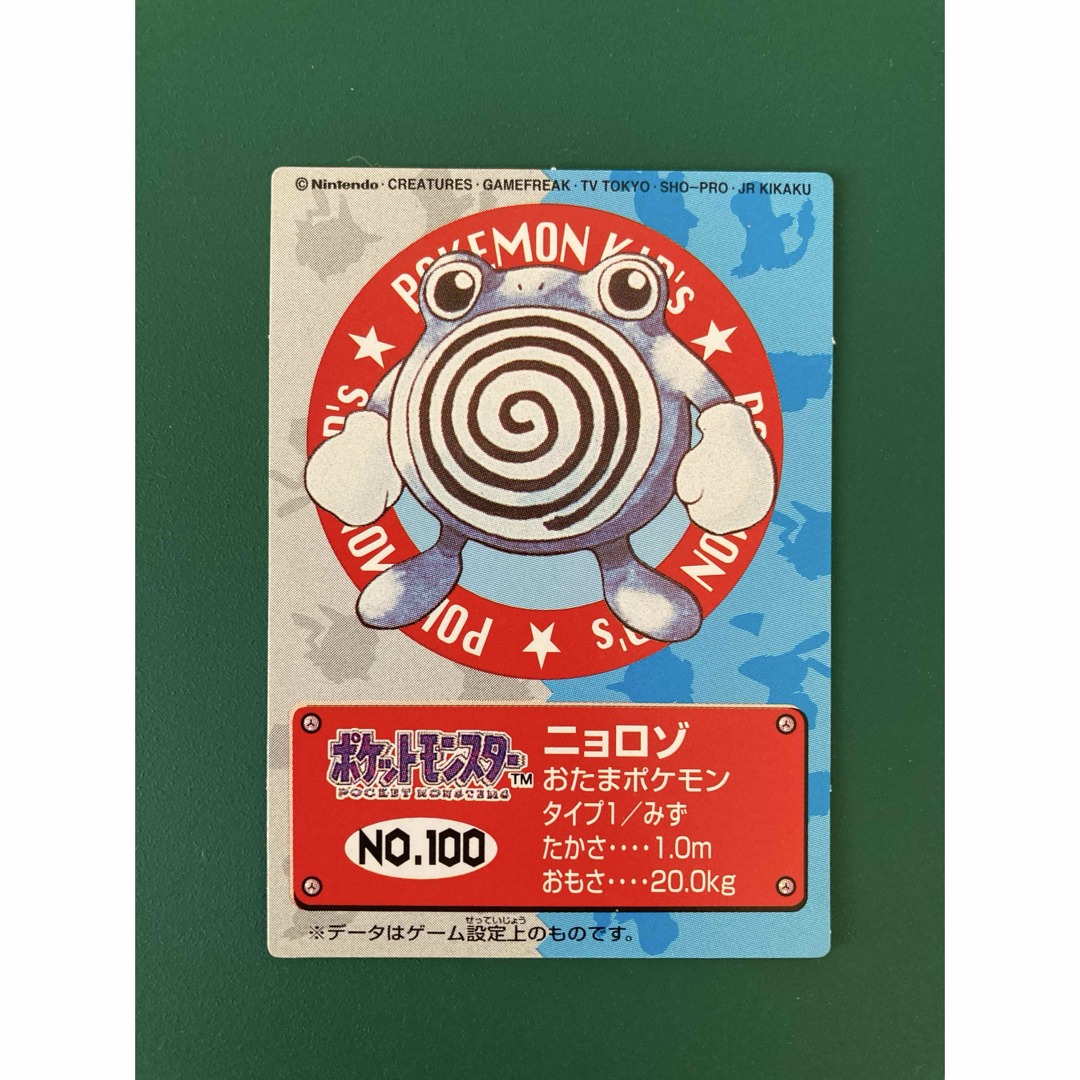 ©Nintendo・CREATURES・GAMEFREAK・TV TOKYO・SHO-PRO・JR KIKAKU
POKEMON KID'S
ポケットモンスター™
POCKET MONSTERS
NO.100
ニョロゾ
おたまポケモン
タイプ1／みず
たかさ‥‥1.0m
おもさ‥‥20.0kg
せっていじょう
※データはゲーム設定上のものです。